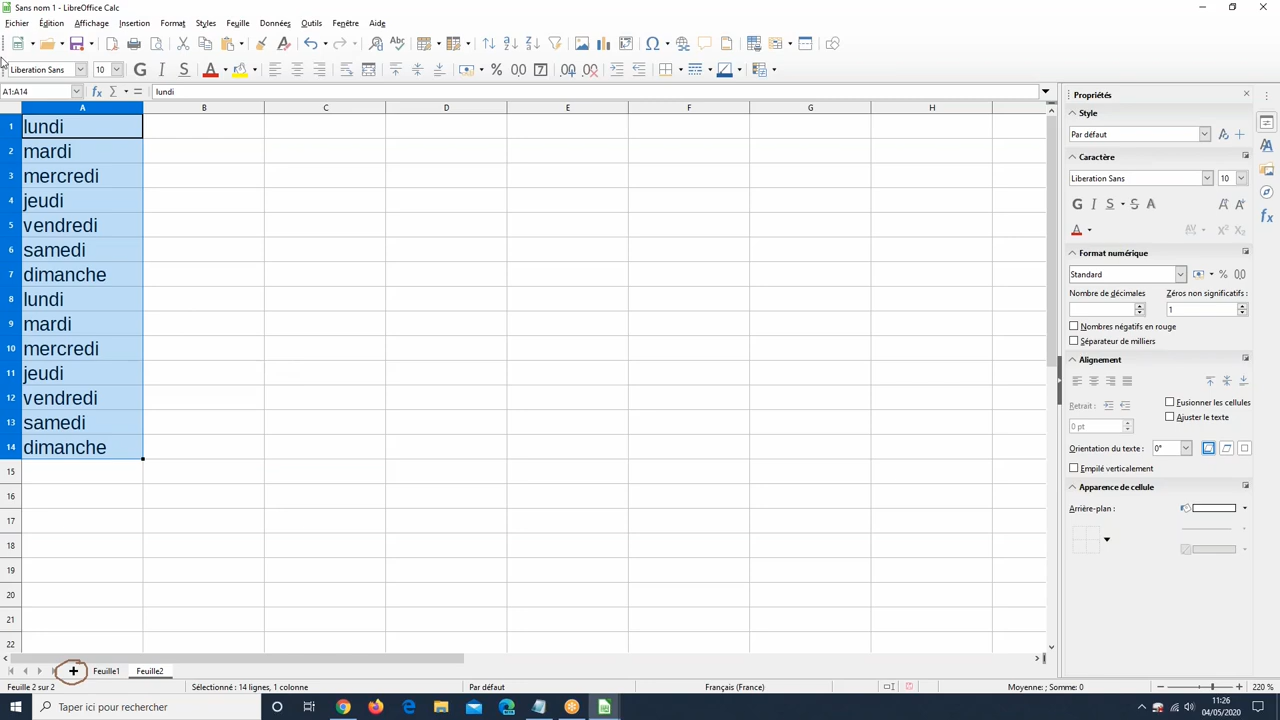 Sans nom 1 - LibreOffice Calc
Fichier Édition Affichage Insertion Format Styles Feuille Données Outils Fenêtre Aide
Liberation Sans 10
A1:A14 lundi
A B C D E F G H
1 lundi
2 mardi
3 mercredi
4 jeudi
5 vendredi
6 samedi
7 dimanche
8 lundi
9 mardi
10 mercredi
11 jeudi
12 vendredi
13 samedi
14 dimanche
15
16
17
18
19
20
21
22
Propriétés
Style
Par défaut
Caractère
Liberation Sans 10
Format numérique
Standard
Nombre de décimales Zéros non significatifs :
1
Nombres négatifs en rouge
Séparateur de milliers
Alignement
Fusionner les cellules
Retrait :
Ajuster le texte
0 pt
Orientation du texte : 0°
Empilé verticalement
Apparence de cellule
Arrière-plan :
Feuille1 Feuille2
Feuille 2 sur 2 Sélectionné : 14 lignes, 1 colonne Par défaut Français (France) Moyenne: ; Somme: 0 220 %
Taper ici pour rechercher
11:26
04/05/2020